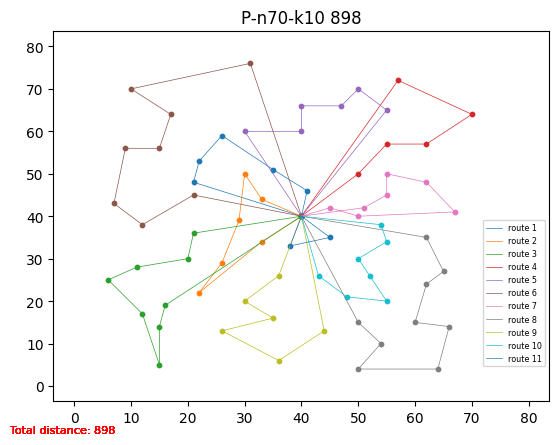 P-n70-k10 898
80
70
60
50
40
30
20
10
0
0 10 20 30 40 50 60 70 80
route 1
route 2
route 3
route 4
route 5
route 6
route 7
route 8
route 9
route 10
route 11
Total distance: 898